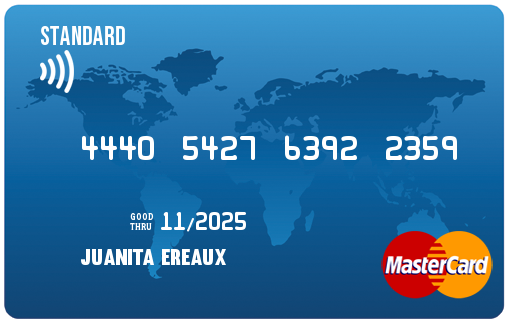 STANDARD
4440 5427 6392 2359
GOOD
THRU 11/2025
JUANITA EREAUX
MasterCard